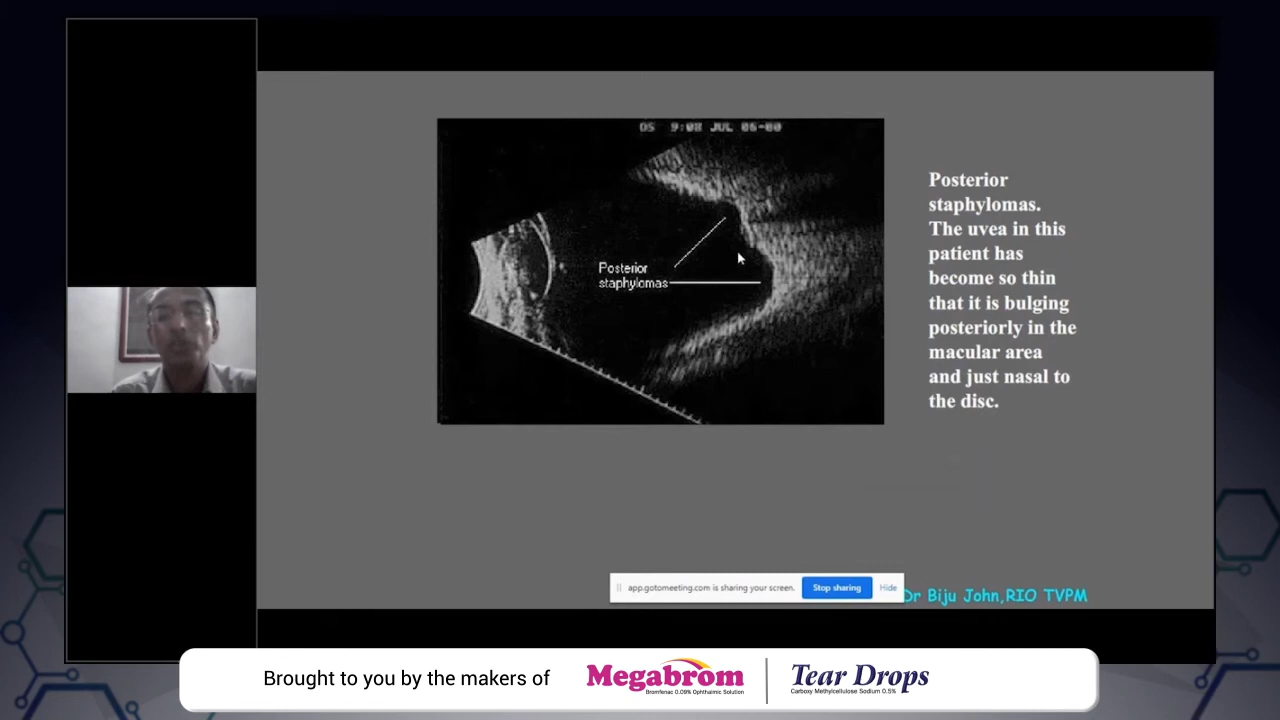 OS 9:08 JUL 06-00
Posterior
staphylomas
Posterior
staphylomas.
The uvea in this
patient has
become so thin
that it is bulging
posteriorly in the
macular area
and just nasal to
the disc.
app.gotomeeting.com is sharing your screen.
Stop sharing
Hide
Dr Biju John,RIO TVPM
Brought to you by the makers of
Megabrom
Bromfenac 0.09% Ophthalmic Solution
Tear Drops
Carboxy Methylcellulose Sodium 0.5%